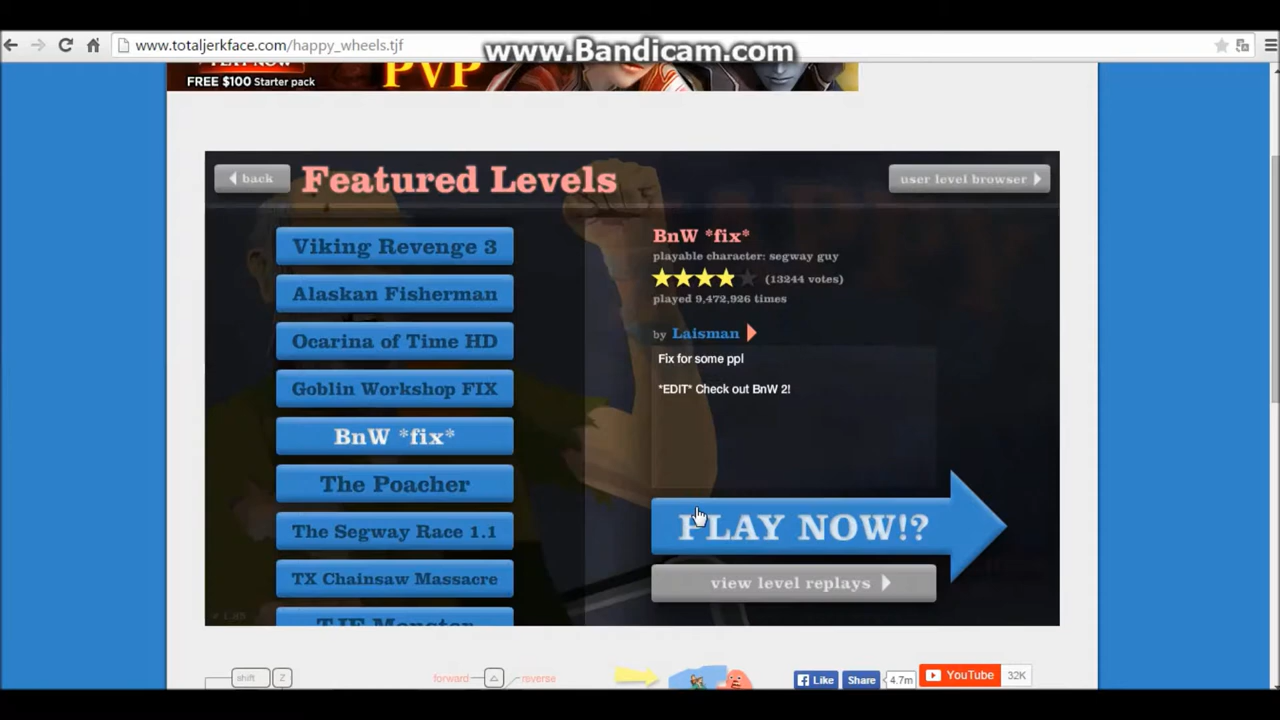 www.totaljerkface.com/happy_wheels.tjf
www.Bandicam.com
PVP
FREE $100 Starter pack
back
Featured Levels
user level browser
Viking Revenge 3
Alaskan Fisherman
Ocarina of Time HD
Goblin Workshop FIX
BnW *fix*
The Poacher
The Segway Race 1.1
TX Chainsaw Massacre
TJF Monster
BnW *fix*
playable character: segway guy
(13244 votes)
played 9,472,926 times
by Laisman
Fix for some ppl
*EDIT* Check out BnW 2!
PLAY NOW!?
view level replays
shift Z
forward
reverse
Like
Share
4.7m
YouTube
32K